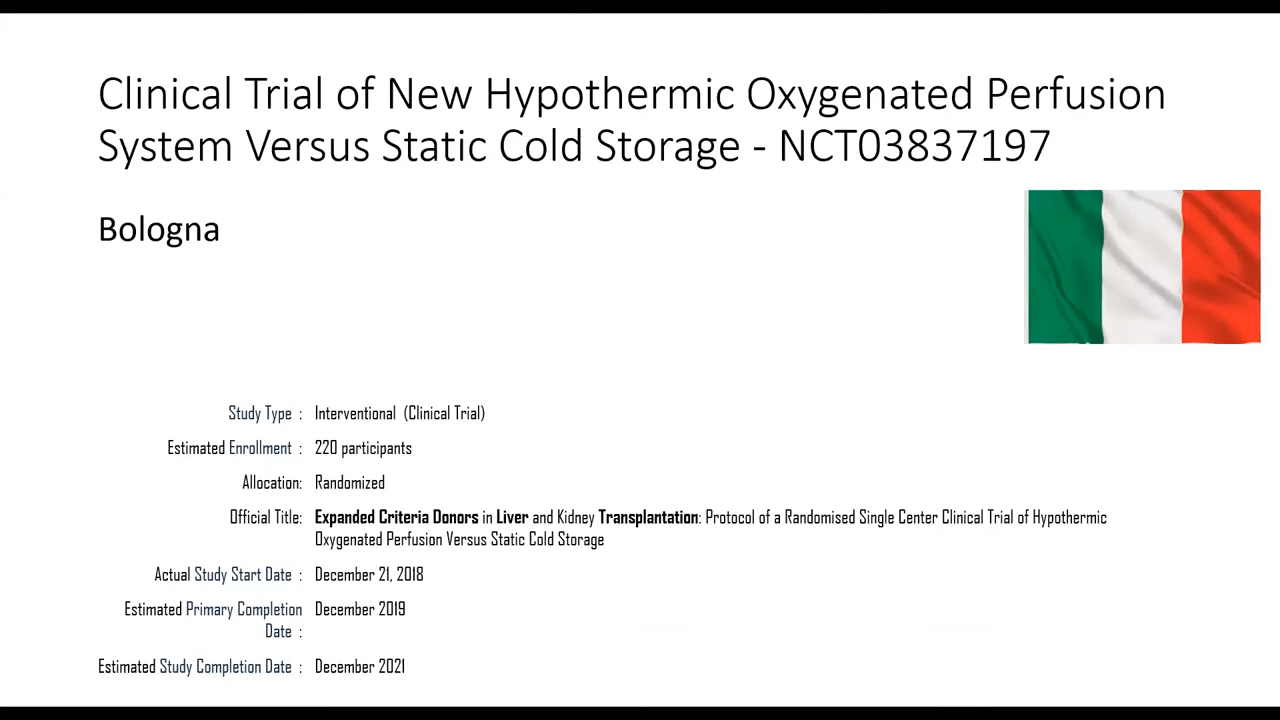 Clinical Trial of New Hypothermic Oxygenated Perfusion
System Versus Static Cold Storage - NCT03837197
Bologna
Study Type : Interventional (Clinical Trial)
Estimated Enrollment : 220 participants
Allocation: Randomized
Official Title: Expanded Criteria Donors in Liver and Kidney Transplantation: Protocol of a Randomised Single Center Clinical Trial of Hypothermic
Oxygenated Perfusion Versus Static Cold Storage
Actual Study Start Date : December 21, 2018
Estimated Primary Completion December 2019
Date :
Estimated Study Completion Date : December 2021